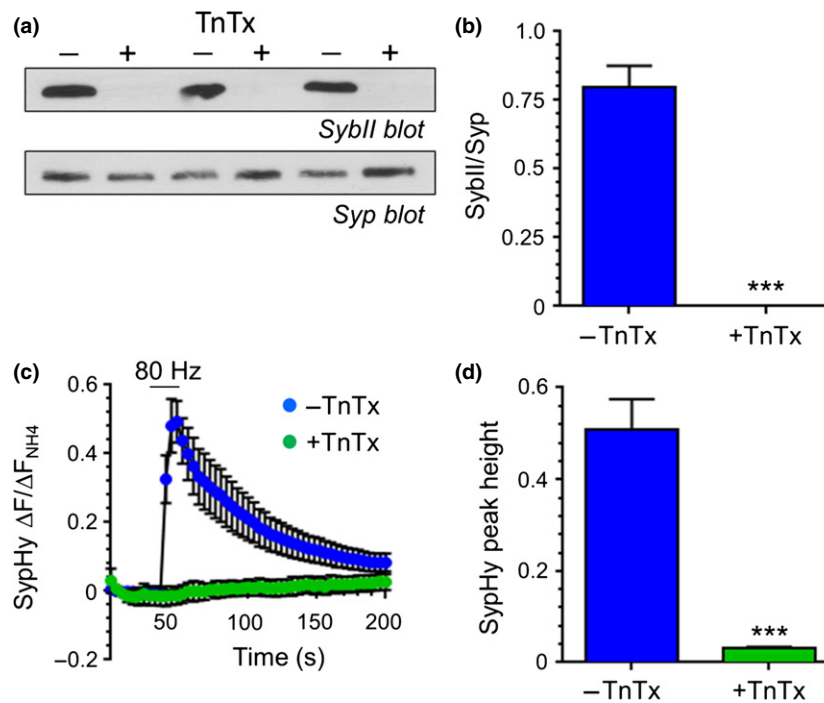 (a)
TnTx
– + – + – +
SybII blot
Syp blot
(b)
SybII/Syp
1.0
0.75
0.5
0.25
0
***
–TnTx +TnTx
(c)
80 Hz
SypHy ΔF/ΔF_NH4
0.6
0.4
0.2
0
–0.2
–TnTx
+TnTx
50 100 150 200
Time (s)
(d)
SypHy peak height
0.6
0.4
0.2
0
***
–TnTx +TnTx